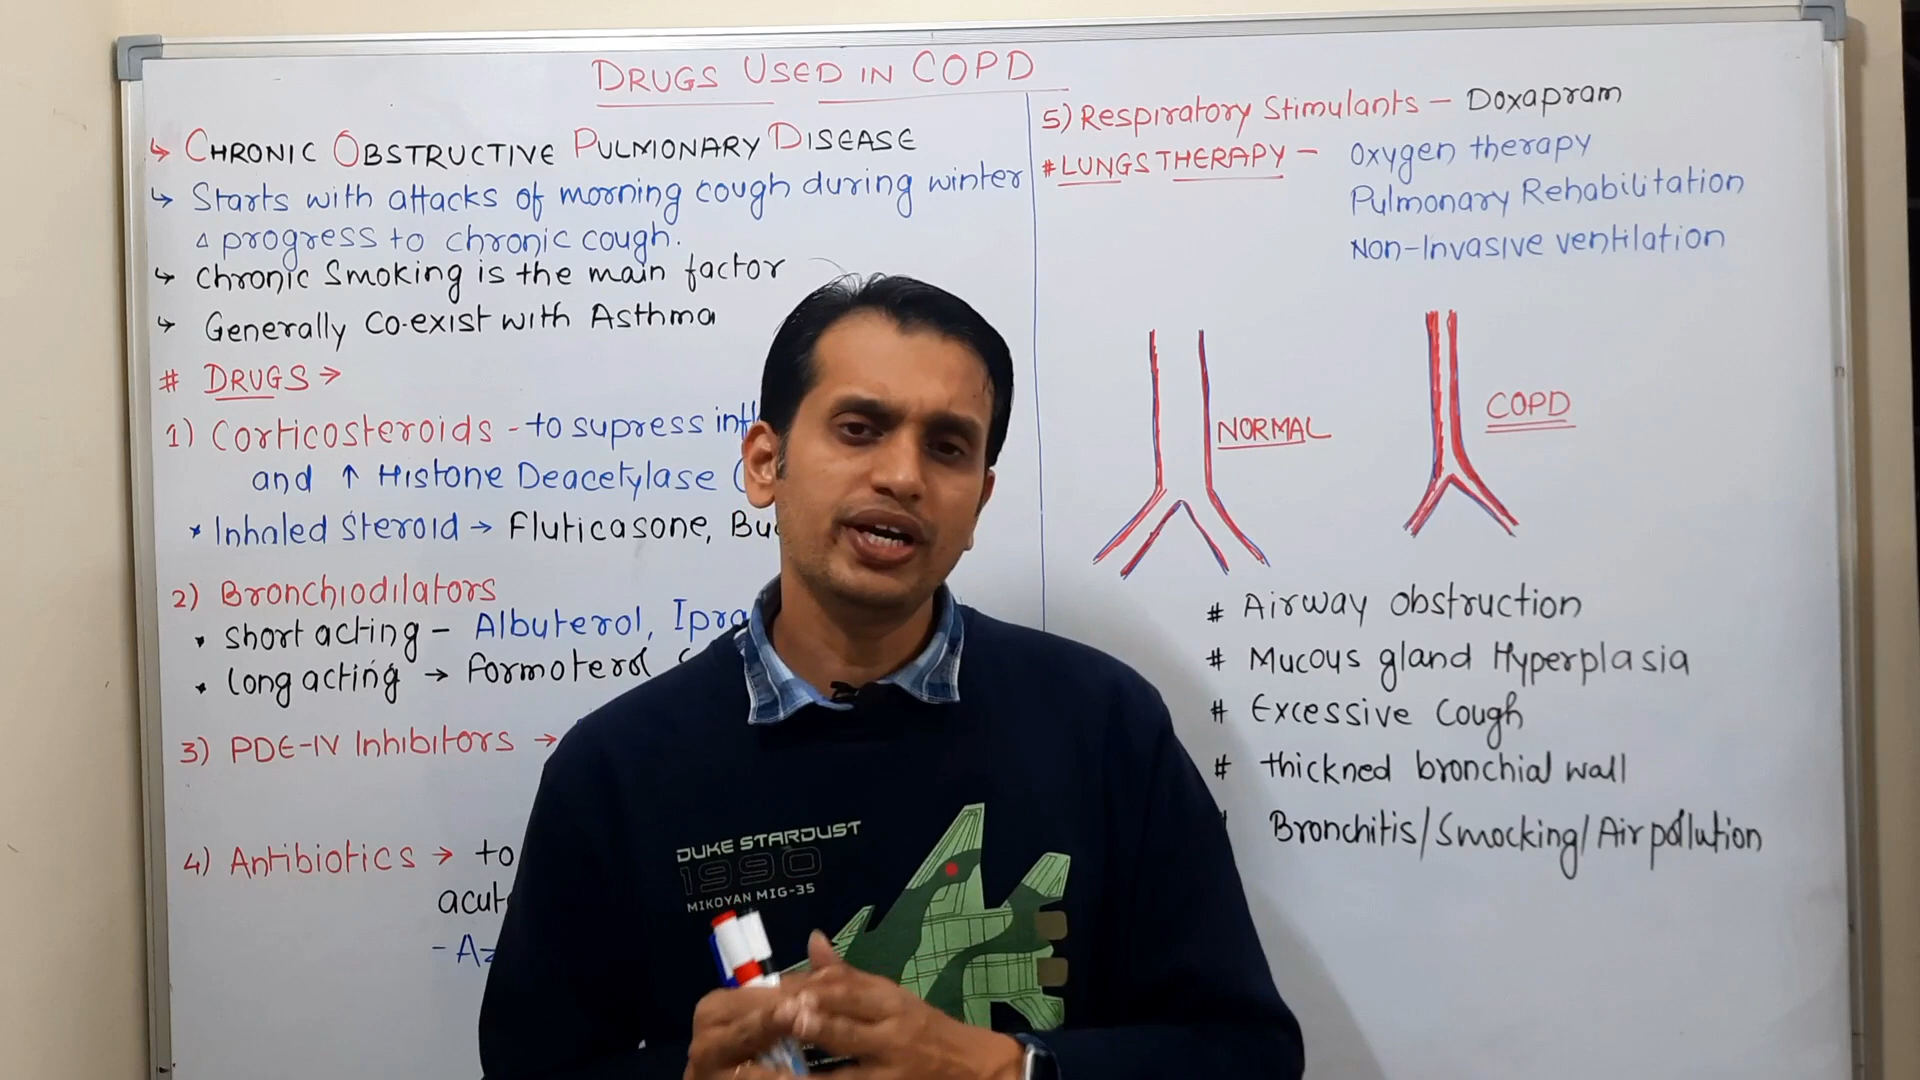 DRUGS USED IN COPD
↳ CHRONIC OBSTRUCTIVE PULMONARY DISEASE
↳ Starts with attacks of morning cough during winter
& progress to chronic cough.
↳ Chronic Smoking is the main factor
↳ Generally Co-exist with Asthma
# DRUGS →
1) Corticosteroids - to supress
and ↑ Histone Deacetylase (
* Inhaled Steroid → Fluticasone,
2) Bronchiodilators
* short acting - Albuterol,
* long acting → Formoterol
3) PDE-IV Inhibitors →
4) Antibiotics → to
5) Respiratory Stimulants - Doxapram
# LUNGS THERAPY - Oxygen therapy
Pulmonary Rehabilitation
Non-Invasive ventilation
NORMAL
COPD
# Airway obstruction
# Mucous gland Hyperplasia
# Excessive Cough
# thickned bronchial wall
Bronchitis/Smocking/Air pollution
DUKE STARDUST
1990
MIKOYAN MIG-35